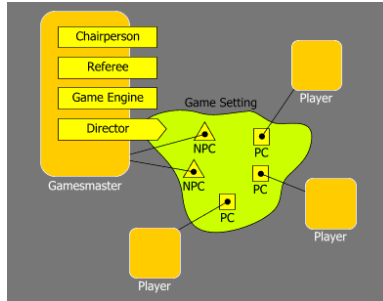 Chairperson
Referee
Game Engine
Director
Gamesmaster
Game Setting
NPC
NPC
PC
PC
PC
Player
Player
Player